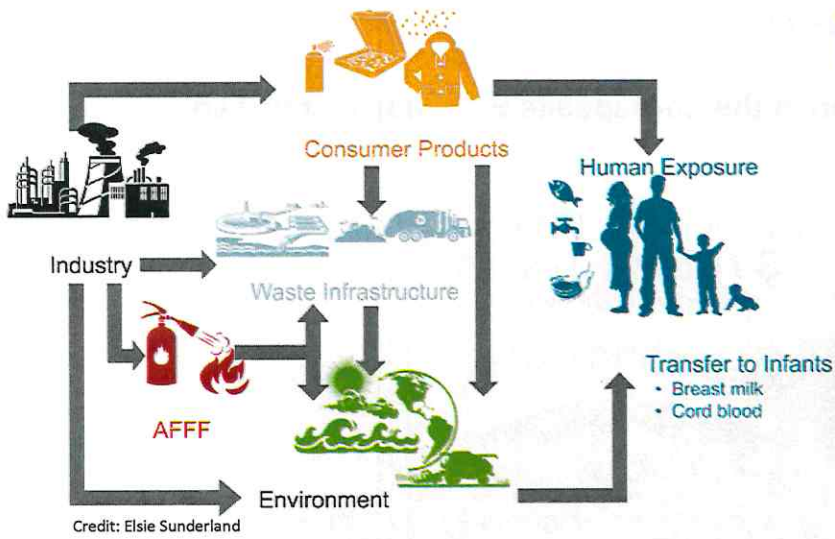 Consumer Products
Human Exposure
Industry
Waste Infrastructure
AFFF
Transfer to Infants
• Breast milk
• Cord blood
Environment
Credit: Elsie Sunderland